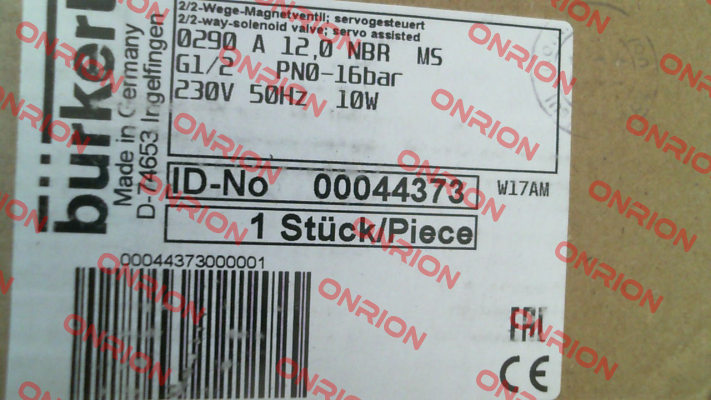 2/2-Wege-Magnetventil; servogesteuert
2/2-way-solenoid valve; servo assisted
0290 A 12,0 NBR MS
G1/2 PN0-16bar
230V 50Hz 10W
bürkert
Made in Germany
D-74653 Ingelfingen
ID-No 00044373
W17AM
1 Stück/Piece
00044373000001
EAC
CE
ONRION